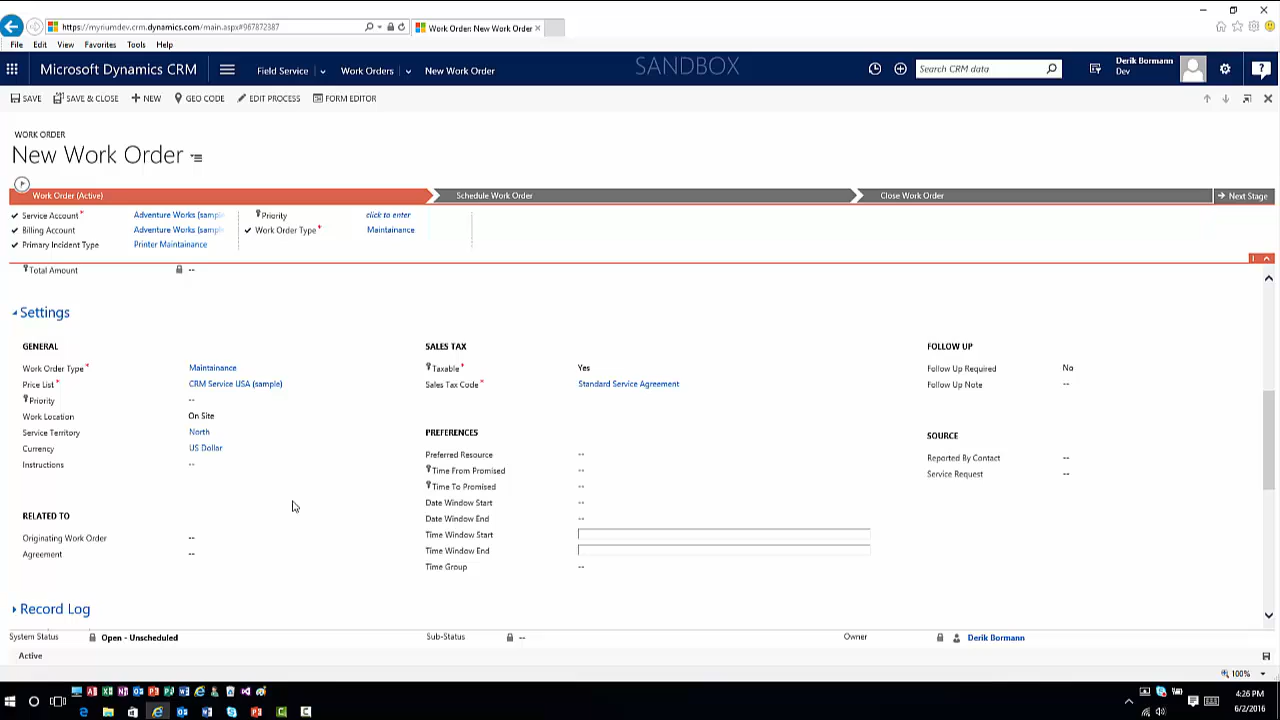 https://myriumdev.crm.dynamics.com/main.aspx#967872387
Work Order: New Work Order
File Edit View Favorites Tools Help
Microsoft Dynamics CRM
Field Service
Work Orders
New Work Order
SANDBOX
Search CRM data
Derik Bormann
Dev
SAVE
SAVE & CLOSE
NEW
GEO CODE
EDIT PROCESS
FORM EDITOR
WORK ORDER
New Work Order
Work Order (Active)
Schedule Work Order
Close Work Order
Next Stage
Service Account* Adventure Works (sample
Billing Account Adventure Works (sample
Primary Incident Type Printer Maintainance
Priority click to enter
Work Order Type* Maintainance
Total Amount --
Settings
GENERAL
Work Order Type* Maintainance
Price List* CRM Service USA (sample)
Priority --
Work Location On Site
Service Territory North
Currency US Dollar
Instructions --
RELATED TO
Originating Work Order --
Agreement --
SALES TAX
Taxable* Yes
Sales Tax Code* Standard Service Agreement
PREFERENCES
Preferred Resource --
Time From Promised --
Time To Promised --
Date Window Start --
Date Window End --
Time Window Start
Time Window End
Time Group --
FOLLOW UP
Follow Up Required No
Follow Up Note --
SOURCE
Reported By Contact --
Service Request --
Record Log
System Status Open - Unscheduled
Sub-Status --
Owner Derik Bormann
Active
100%
4:26 PM
6/2/2016